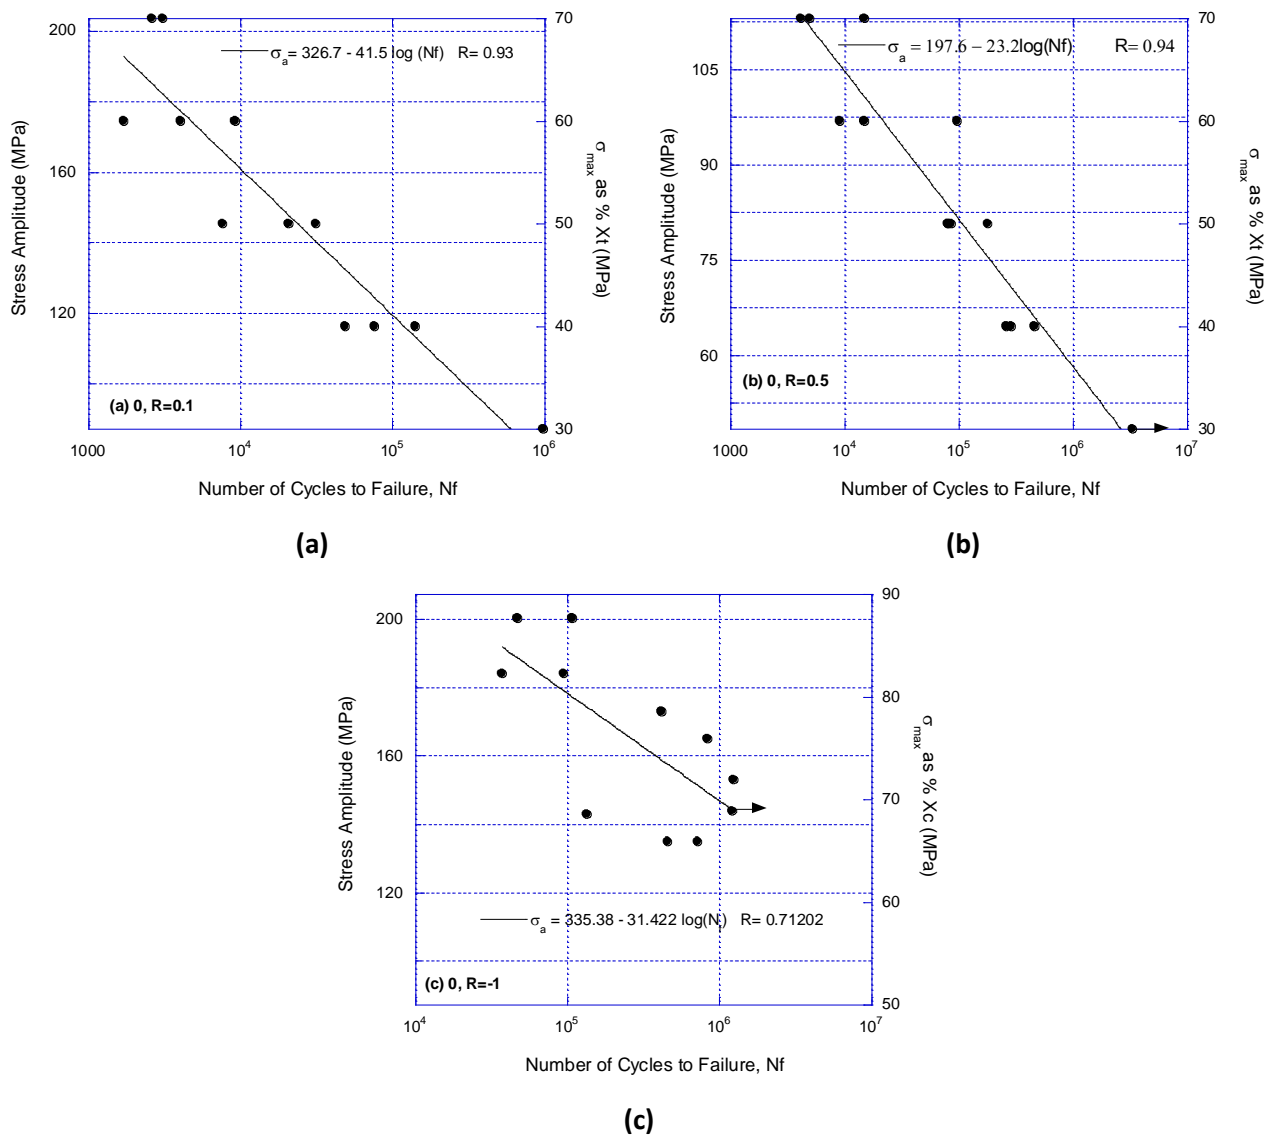 200
160
120
Stress Amplitude (MPa)
70
60
50
40
30
σmax as % Xt (MPa)
σa = 326.7 - 41.5 log (Nf) R= 0.93
(a) 0, R=0.1
1000 10^4 10^5 10^6
Number of Cycles to Failure, Nf
(a)
105
90
75
60
Stress Amplitude (MPa)
70
60
50
40
30
σmax as % Xt (MPa)
σa = 197.6 – 23.2log(Nf) R= 0.94
(b) 0, R=0.5
1000 10^4 10^5 10^6 10^7
Number of Cycles to Failure, Nf
(b)
200
160
120
Stress Amplitude (MPa)
90
80
70
60
50
σmax as % Xc (MPa)
σa = 335.38 - 31.422 log(N) R= 0.71202
(c) 0, R=-1
10^4 10^5 10^6 10^7
Number of Cycles to Failure, Nf
(c)